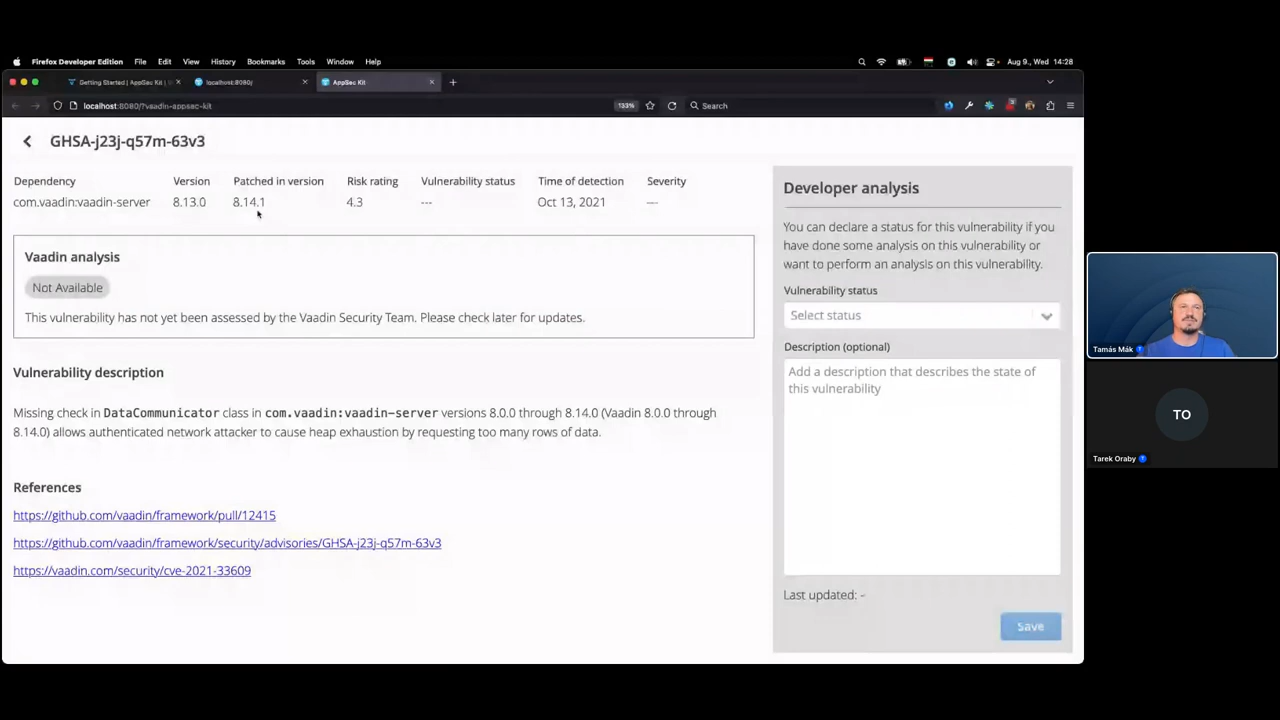 Firefox Developer Edition File Edit View History Bookmarks Tools Window Help Aug 9., Wed 14:28
Getting Started | AppSec Kit | localhost:8080/ AppSec Kit
localhost:8080/?vaadin-appsec-kit 133% Search
GHSA-j23j-q57m-63v3
Dependency Version Patched in version Risk rating Vulnerability status Time of detection Severity
com.vaadin:vaadin-server 8.13.0 8.14.1 4.3 --- Oct 13, 2021 ---
Vaadin analysis
Not Available
This vulnerability has not yet been assessed by the Vaadin Security Team. Please check later for updates.
Vulnerability description
Missing check in DataCommunicator class in com.vaadin:vaadin-server versions 8.0.0 through 8.14.0 (Vaadin 8.0.0 through
8.14.0) allows authenticated network attacker to cause heap exhaustion by requesting too many rows of data.
References
https://github.com/vaadin/framework/pull/12415
https://github.com/vaadin/framework/security/advisories/GHSA-j23j-q57m-63v3
https://vaadin.com/security/cve-2021-33609
Developer analysis
You can declare a status for this vulnerability if you
have done some analysis on this vulnerability or
want to perform an analysis on this vulnerability.
Vulnerability status
Select status
Description (optional)
Add a description that describes the state of
this vulnerability
Last updated: -
Save
Tamás Mák
TO
Tarek Oraby